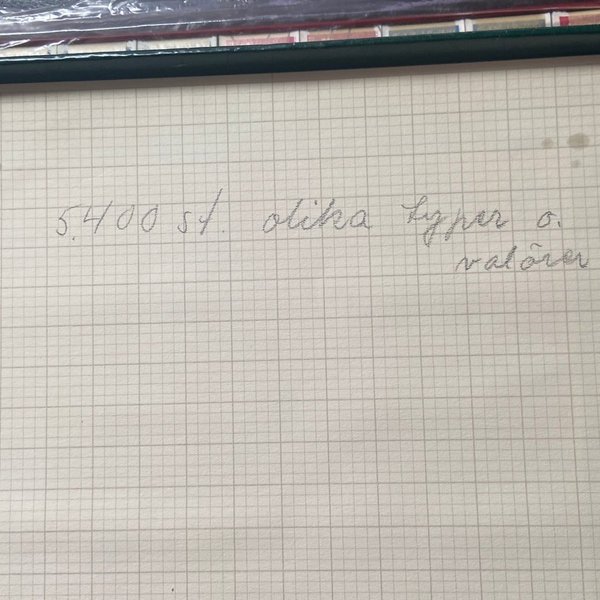 5.400 st olika typer o.
valörer